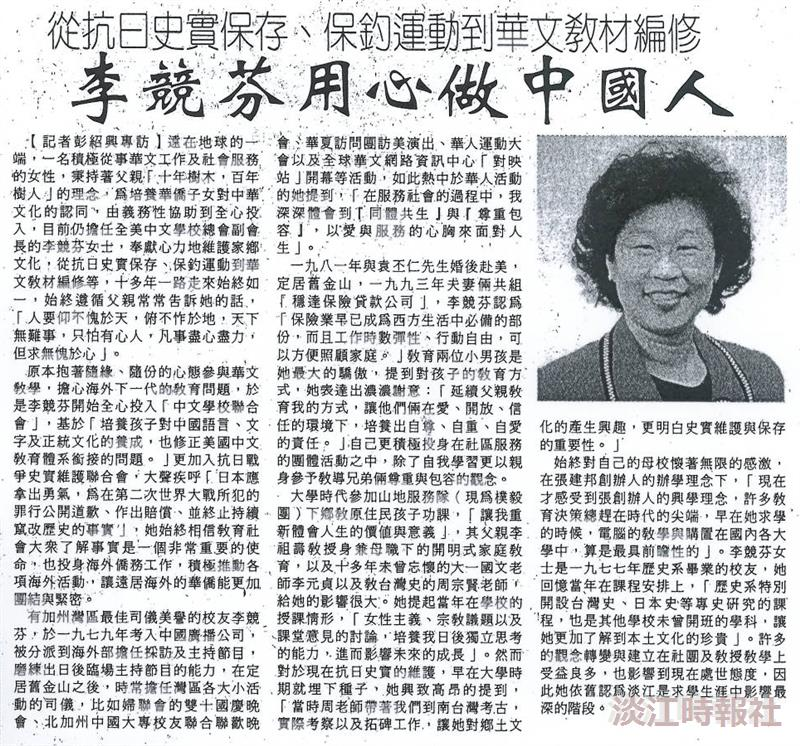 從抗日史實保存、保釣運動到華文教材編修
李競芬用心做中國人
【記者彭紹興專訪】遠在地球的一
端，一名積極從事華文工作及社會服務
的女性，秉持著父親「十年樹木，百年
樹人」的理念，為培養華僑子女對中華
文化的認同，由義務性協助到全心投
入，目前仍擔任全美中文學校總會副會
長的李競芬女士，奉獻心力地維護家鄉
文化，從抗日史實保存、保釣運動到華
文教材編修等，十多年一路走來始終如
一，始終遵循父親常常告訴她的話，
「人要仰不愧於天，俯不怍於地，天下
無難事，只怕有心人，凡事盡心盡力，
但求無愧於心」。
原本抱著隨緣、隨份的心態參與華文
教學，擔心海外下一代的教育問題，於
是李競芬開始全心投入「中文學校聯合
會」，基於「培養孩子對中國語言、文
字及正統文化的養成，也修正美國中文
教育體系銜接的問題。」更加入抗日戰
爭史實維護聯合會，大聲疾呼「日本應
拿出勇氣，為在第二次世界大戰所犯的
罪行公開道歉、作出賠償、並終止持續
竄改歷史的事實」，她始終相信教育社會
大眾了解事實是一個非常重要的使
命，也投身海外僑務工作，積極推動各
項海外活動，讓遠居海外的華僑能更加
團結與緊密。
有加州灣區最佳司儀美譽的校友李競
芬，於一九七九年考入中國廣播公司，
被分派到海外部擔任採訪及主持節目，
磨練出日後臨場主持節目的能力，在定
居舊金山之後，時常擔任灣區各大小活
動的司儀，比如婦聯會的雙十國慶晚
會、北加州中國大專校友聯合聯歡晚
會、華夏訪問團訪美演出、華人運動大
會以及全球華文網路資訊中心「對映
站」開幕等活動，如此熱中於華人活動
的她提到，「在服務社會的過程中，我
深深體會到『同體共生』與『尊重包容
』，以愛與服務的心胸來面對人
生」。
一九八一年與袁丕仁先生婚後赴美，
定居舊金山，一九九三年夫妻倆共組
「穩達保險貸款公司」，李競芬認為
「保險業早已成為西方生活中必備的部
份，而且工作時數彈性、行動自由，可
以方便照顧家庭。」教育兩位小男孩是
她最大的驕傲，提到對孩子的教育方
式，她表達出濃濃謝意：「延續父親教
育我的方式，讓他們倆在愛、開放、信
任的環境下，培養出自尊、自重、自愛
的責任。」自己更積極投身在社區服務
的團體活動之中，除了自我學習更以親
身參予教導兄弟倆尊重與包容的觀念。
大學時代參加山地服務隊（現為樸毅
團）下鄉教原住民孩子功課，「讓我重
新體會人生的價值與意義」，其父親李
祖壽教授身兼母職下的開明式家庭教
育，以及十多年未曾忘懷的大一國文老
師李元貞以及教台灣史的周宗賢老師，
給她的影響很大。她提起當年在學校的
授課情形，「女性主義、宗教議題以及
課堂意見的討論，培養我日後獨立思考
的能力，進而影響未來的成長」。然而
對於現在抗日史實的維護，早在大學時
期就埋下種子，她興致高昂的提到，
「當時周老師帶著我們到南台灣考古，
實際考察以及拓碑工作，讓她對鄉土文
化的產生興趣，更明白史實維護與保存
的重要性。」
始終對自己的母校懷著無限的感激，
在張建邦創辦人的辦學理念下，「現在
才感受到張創辦人的興學理念，許多教
育決策總趕在時代的尖端，早在她求學
的時候，電腦的教學與購置在國內各大
學中，算是最具前瞻性的」。李競芬女
士是一九七七年歷史系畢業的校友，她
回憶當年在課程安排上，「歷史系特別
開設台灣史、日本史等專史研究的課
程，也是其他學校未曾開班的學科，讓
她更加了解到本土文化的珍貴」。許多
的觀念轉變與建立在社團及教授教學上
受益良多，也影響到現在處世態度，因
此她依舊認為淡江是求學生涯中影響最
深的階段。
淡江時報社